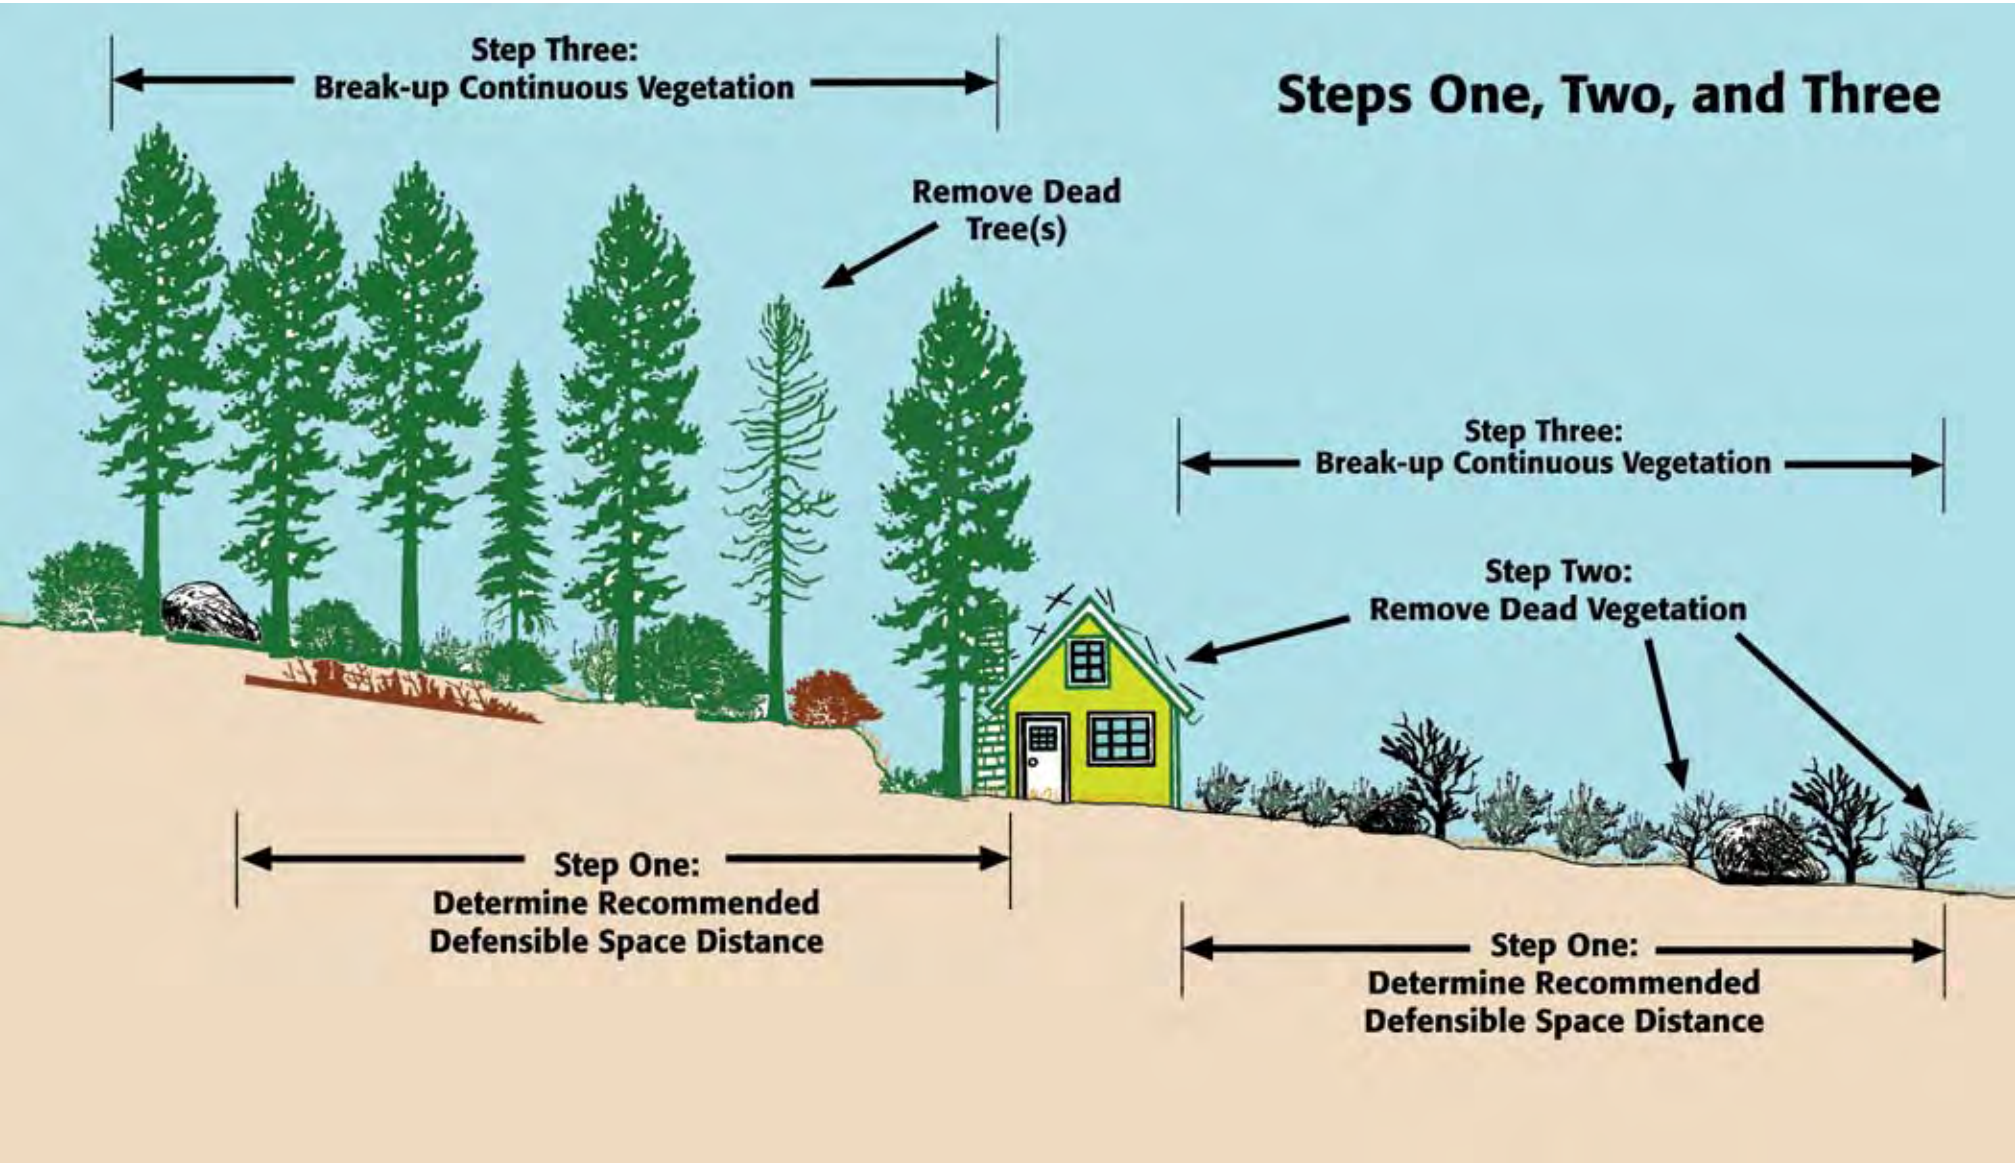 Step Three:
Break-up Continuous Vegetation
Steps One, Two, and Three
Remove Dead
Tree(s)
Step Three:
Break-up Continuous Vegetation
Step Two:
Remove Dead Vegetation
Step One:
Determine Recommended
Defensible Space Distance
Step One:
Determine Recommended
Defensible Space Distance